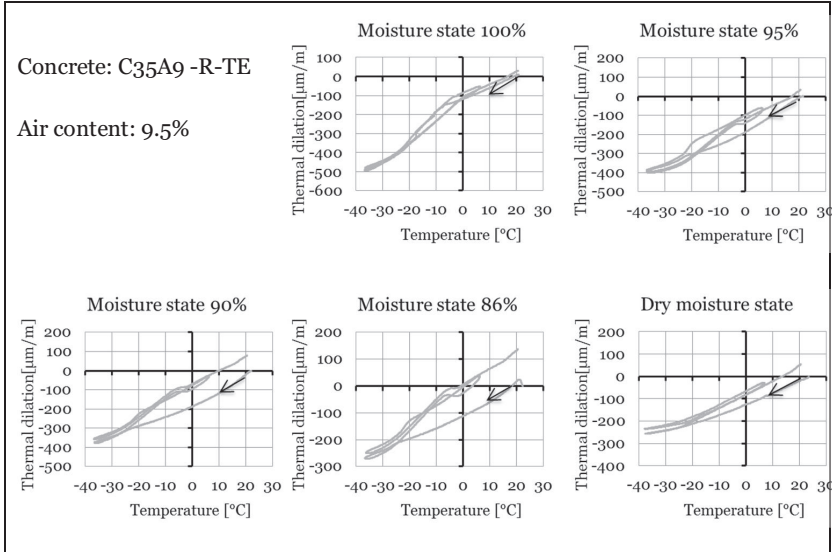 Concrete: C35A9 -R-TE
Air content: 9.5%
Moisture state 100%
Thermal dilation[µm/m]
100
0
-100
-200
-300
-400
-500
-600
-40 -30 -20 -10 0 10 20 30
Temperature [°C]
Moisture state 95%
Thermal dilation[µm/m]
200
100
0
-100
-200
-300
-400
-500
-40 -30 -20 -10 0 10 20 30
Temperature [°C]
Moisture state 90%
Thermal dilation[µm/m]
200
100
0
-100
-200
-300
-400
-500
-40 -30 -20 -10 0 10 20 30
Temperature [°C]
Moisture state 86%
Thermal dilation[µm/m]
200
100
0
-100
-200
-300
-40 -30 -20 -10 0 10 20 30
Temperature [°C]
Dry moisture state
Thermal dilation[µm/m]
200
100
0
-100
-200
-300
-400
-40 -30 -20 -10 0 10 20 30
Temperature [°C]